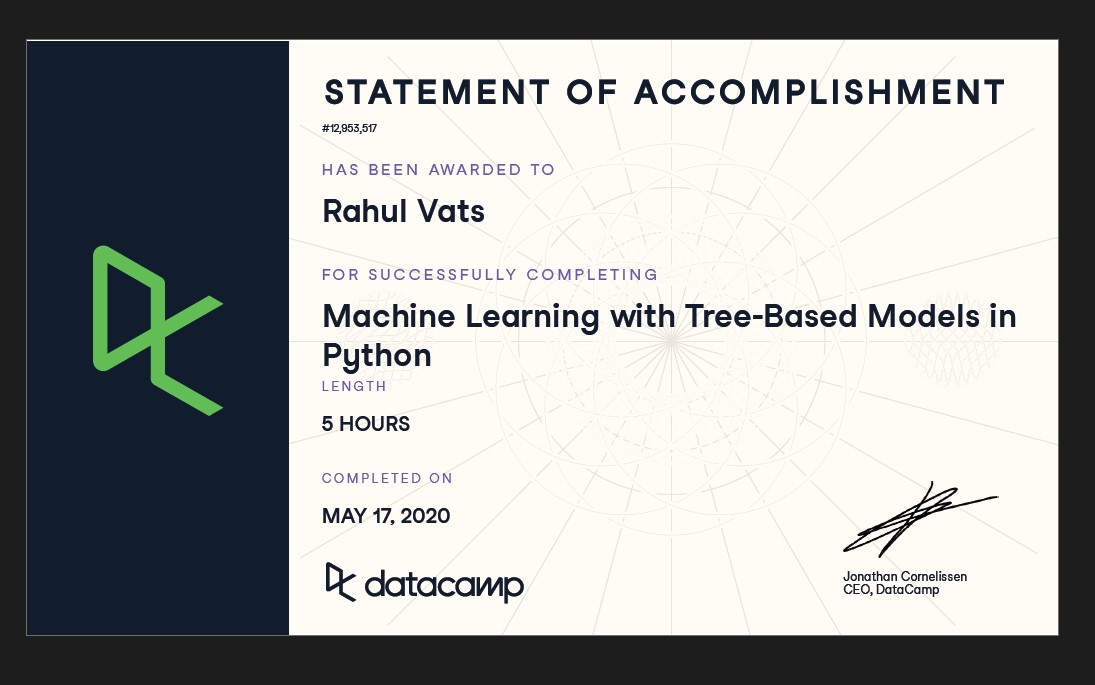 STATEMENT OF ACCOMPLISHMENT
#12,953,517
HAS BEEN AWARDED TO
Rahul Vats
FOR SUCCESSFULLY COMPLETING
Machine Learning with Tree-Based Models in
Python
LENGTH
5 HOURS
COMPLETED ON
MAY 17, 2020
datacamp
Jonathan Cornelissen
CEO, DataCamp